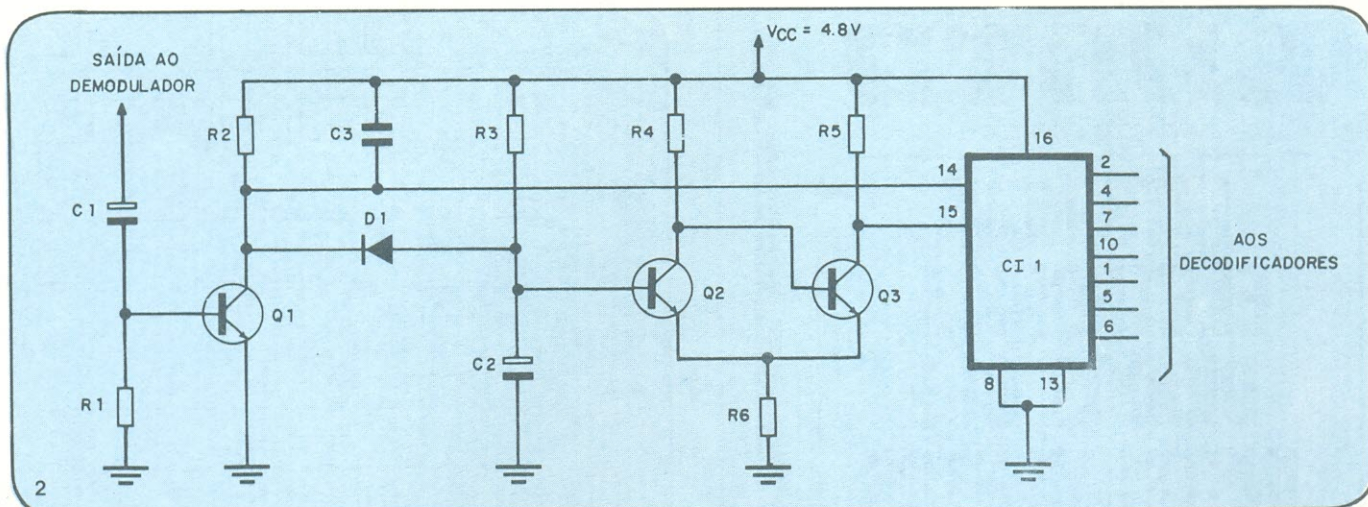 VCC = 4.8V
SAÍDA AO
DEMODULADOR
R2
C3
R3
R4
R5
16
14
2
4
15
7
C1
D1
10
CI 1
1
5
6
AOS
DECODIFICADORES
Q1
Q2
Q3
C2
8
13
R1
R6
2